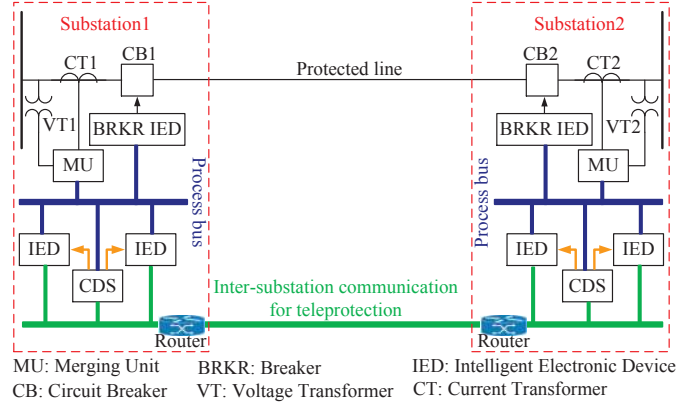 Substation1
Substation2
CT1
CB1
Protected line
CB2
CT2
VT1
BRKR IED
BRKR IED
VT2
MU
MU
Process bus
Process bus
IED
IED
IED
IED
CDS
CDS
Inter-substation communication
for teleprotection
Router
Router
MU: Merging Unit
BRKR: Breaker
IED: Intelligent Electronic Device
CB: Circuit Breaker
VT: Voltage Transformer
CT: Current Transformer